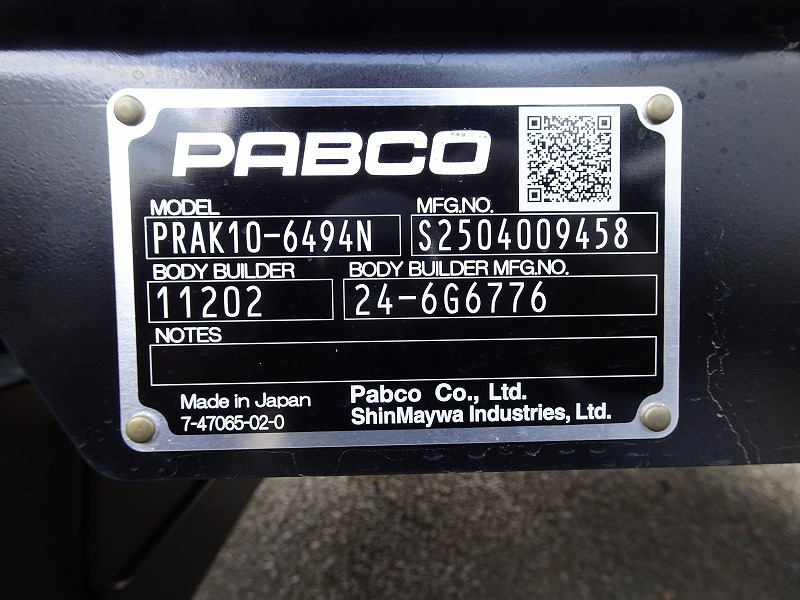 PABCO
MODEL MFG.NO.
PRAK10-6494N S2504009458
BODY BUILDER BODY BUILDER MFG.NO.
11202 24-6G6776
NOTES
Made in Japan Pabco Co., Ltd.
7-47065-02-0 ShinMaywa Industries, Ltd.